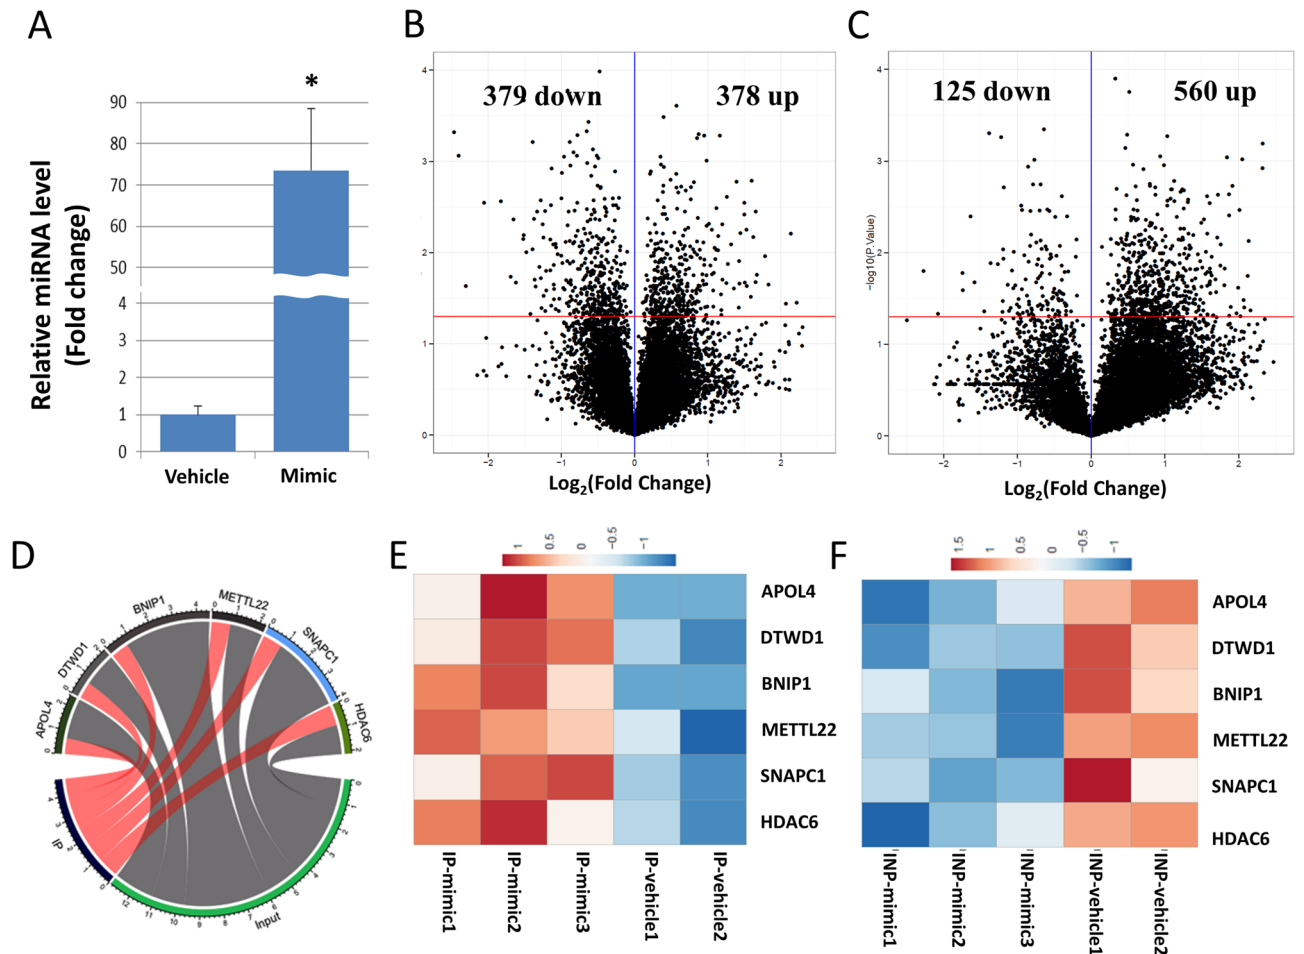 A
*
Relative miRNA level
(Fold change)
90
80
70
60
50
4
3
2
1
0
Vehicle
Mimic
B
379 down
378 up
4
3
2
1
0
−2
−1
0
1
2
Log2(Fold Change)
C
125 down
560 up
−log10(P.Value)
4
3
2
1
0
−2
−1
0
1
2
Log2(Fold Change)
D
APOL4
DTWD1
BNIP1
METTL22
SNAPC1
HDAC6
IP
Input
E
1
0.5
0
−0.5
−1
APOL4
DTWD1
BNIP1
METTL22
SNAPC1
HDAC6
IP-mimic1
IP-mimic2
IP-mimic3
IP-vehicle1
IP-vehicle2
F
1.5
1
0.5
0
−0.5
−1
APOL4
DTWD1
BNIP1
METTL22
SNAPC1
HDAC6
INP-mimic1
INP-mimic2
INP-mimic3
INP-vehicle1
INP-vehicle2